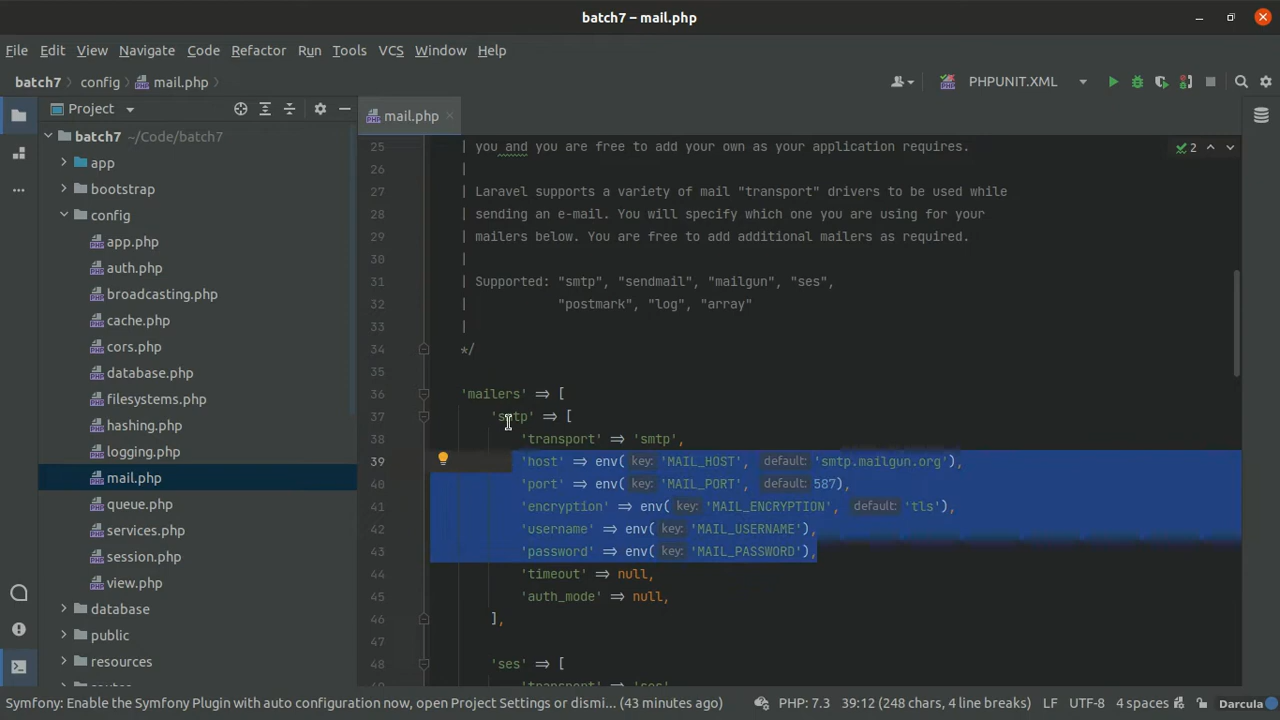 batch7 – mail.php
File Edit View Navigate Code Refactor Run Tools VCS Window Help
batch7 config mail.php PHPUNIT.XML
Project
mail.php
batch7 ~/Code/batch7
app
bootstrap
config
app.php
auth.php
broadcasting.php
cache.php
cors.php
database.php
filesystems.php
hashing.php
logging.php
mail.php
queue.php
services.php
session.php
view.php
database
public
resources
25 | you and you are free to add your own as your application requires.
26 |
27 | Laravel supports a variety of mail "transport" drivers to be used while
28 | sending an e-mail. You will specify which one you are using for your
29 | mailers below. You are free to add additional mailers as required.
30 |
31 | Supported: "smtp", "sendmail", "mailgun", "ses",
32 | "postmark", "log", "array"
33 |
34 */
35
36 'mailers' => [
37 'smtp' => [
38 'transport' => 'smtp',
39 'host' => env( key: 'MAIL_HOST', default: 'smtp.mailgun.org'),
40 'port' => env( key: 'MAIL_PORT', default: 587),
41 'encryption' => env( key: 'MAIL_ENCRYPTION', default: 'tls'),
42 'username' => env( key: 'MAIL_USERNAME'),
43 'password' => env( key: 'MAIL_PASSWORD'),
44 'timeout' => null,
45 'auth_mode' => null,
46 ],
47
48 'ses' => [
2
Symfony: Enable the Symfony Plugin with auto configuration now, open Project Settings or dismi... (43 minutes ago) PHP: 7.3 39:12 (248 chars, 4 line breaks) LF UTF-8 4 spaces Darcula